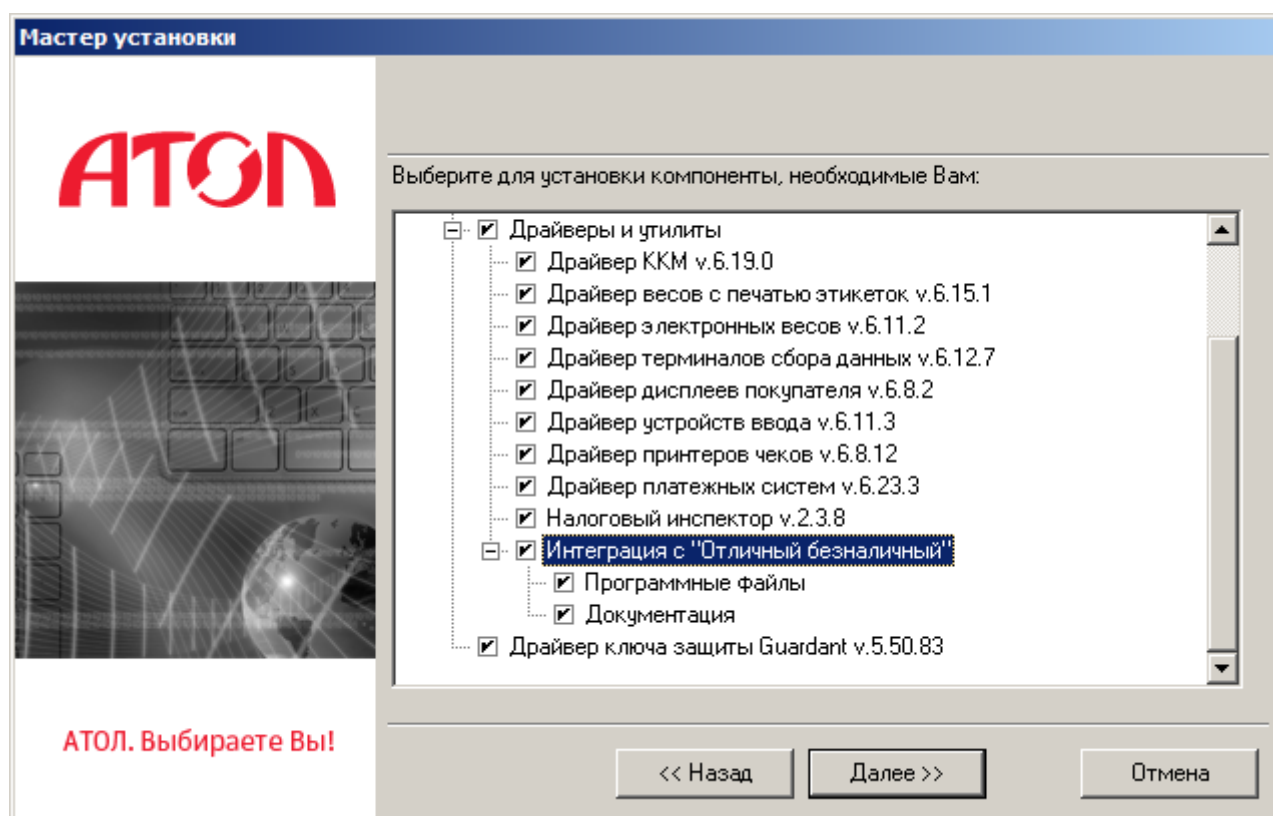 Мастер установки
АТОЛ
Выберите для установки компоненты, необходимые Вам:
Драйверы и утилиты
Драйвер ККМ v.6.19.0
Драйвер весов с печатью этикеток v.6.15.1
Драйвер электронных весов v.6.11.2
Драйвер терминалов сбора данных v.6.12.7
Драйвер дисплеев покупателя v.6.8.2
Драйвер устройств ввода v.6.11.3
Драйвер принтеров чеков v.6.8.12
Драйвер платежных систем v.6.23.3
Налоговый инспектор v.2.3.8
Интеграция с "Отличный безналичный"
Программные файлы
Документация
Драйвер ключа защиты Guardant v.5.50.83
АТОЛ. Выбираете Вы!
<< Назад
Далее >>
Отмена